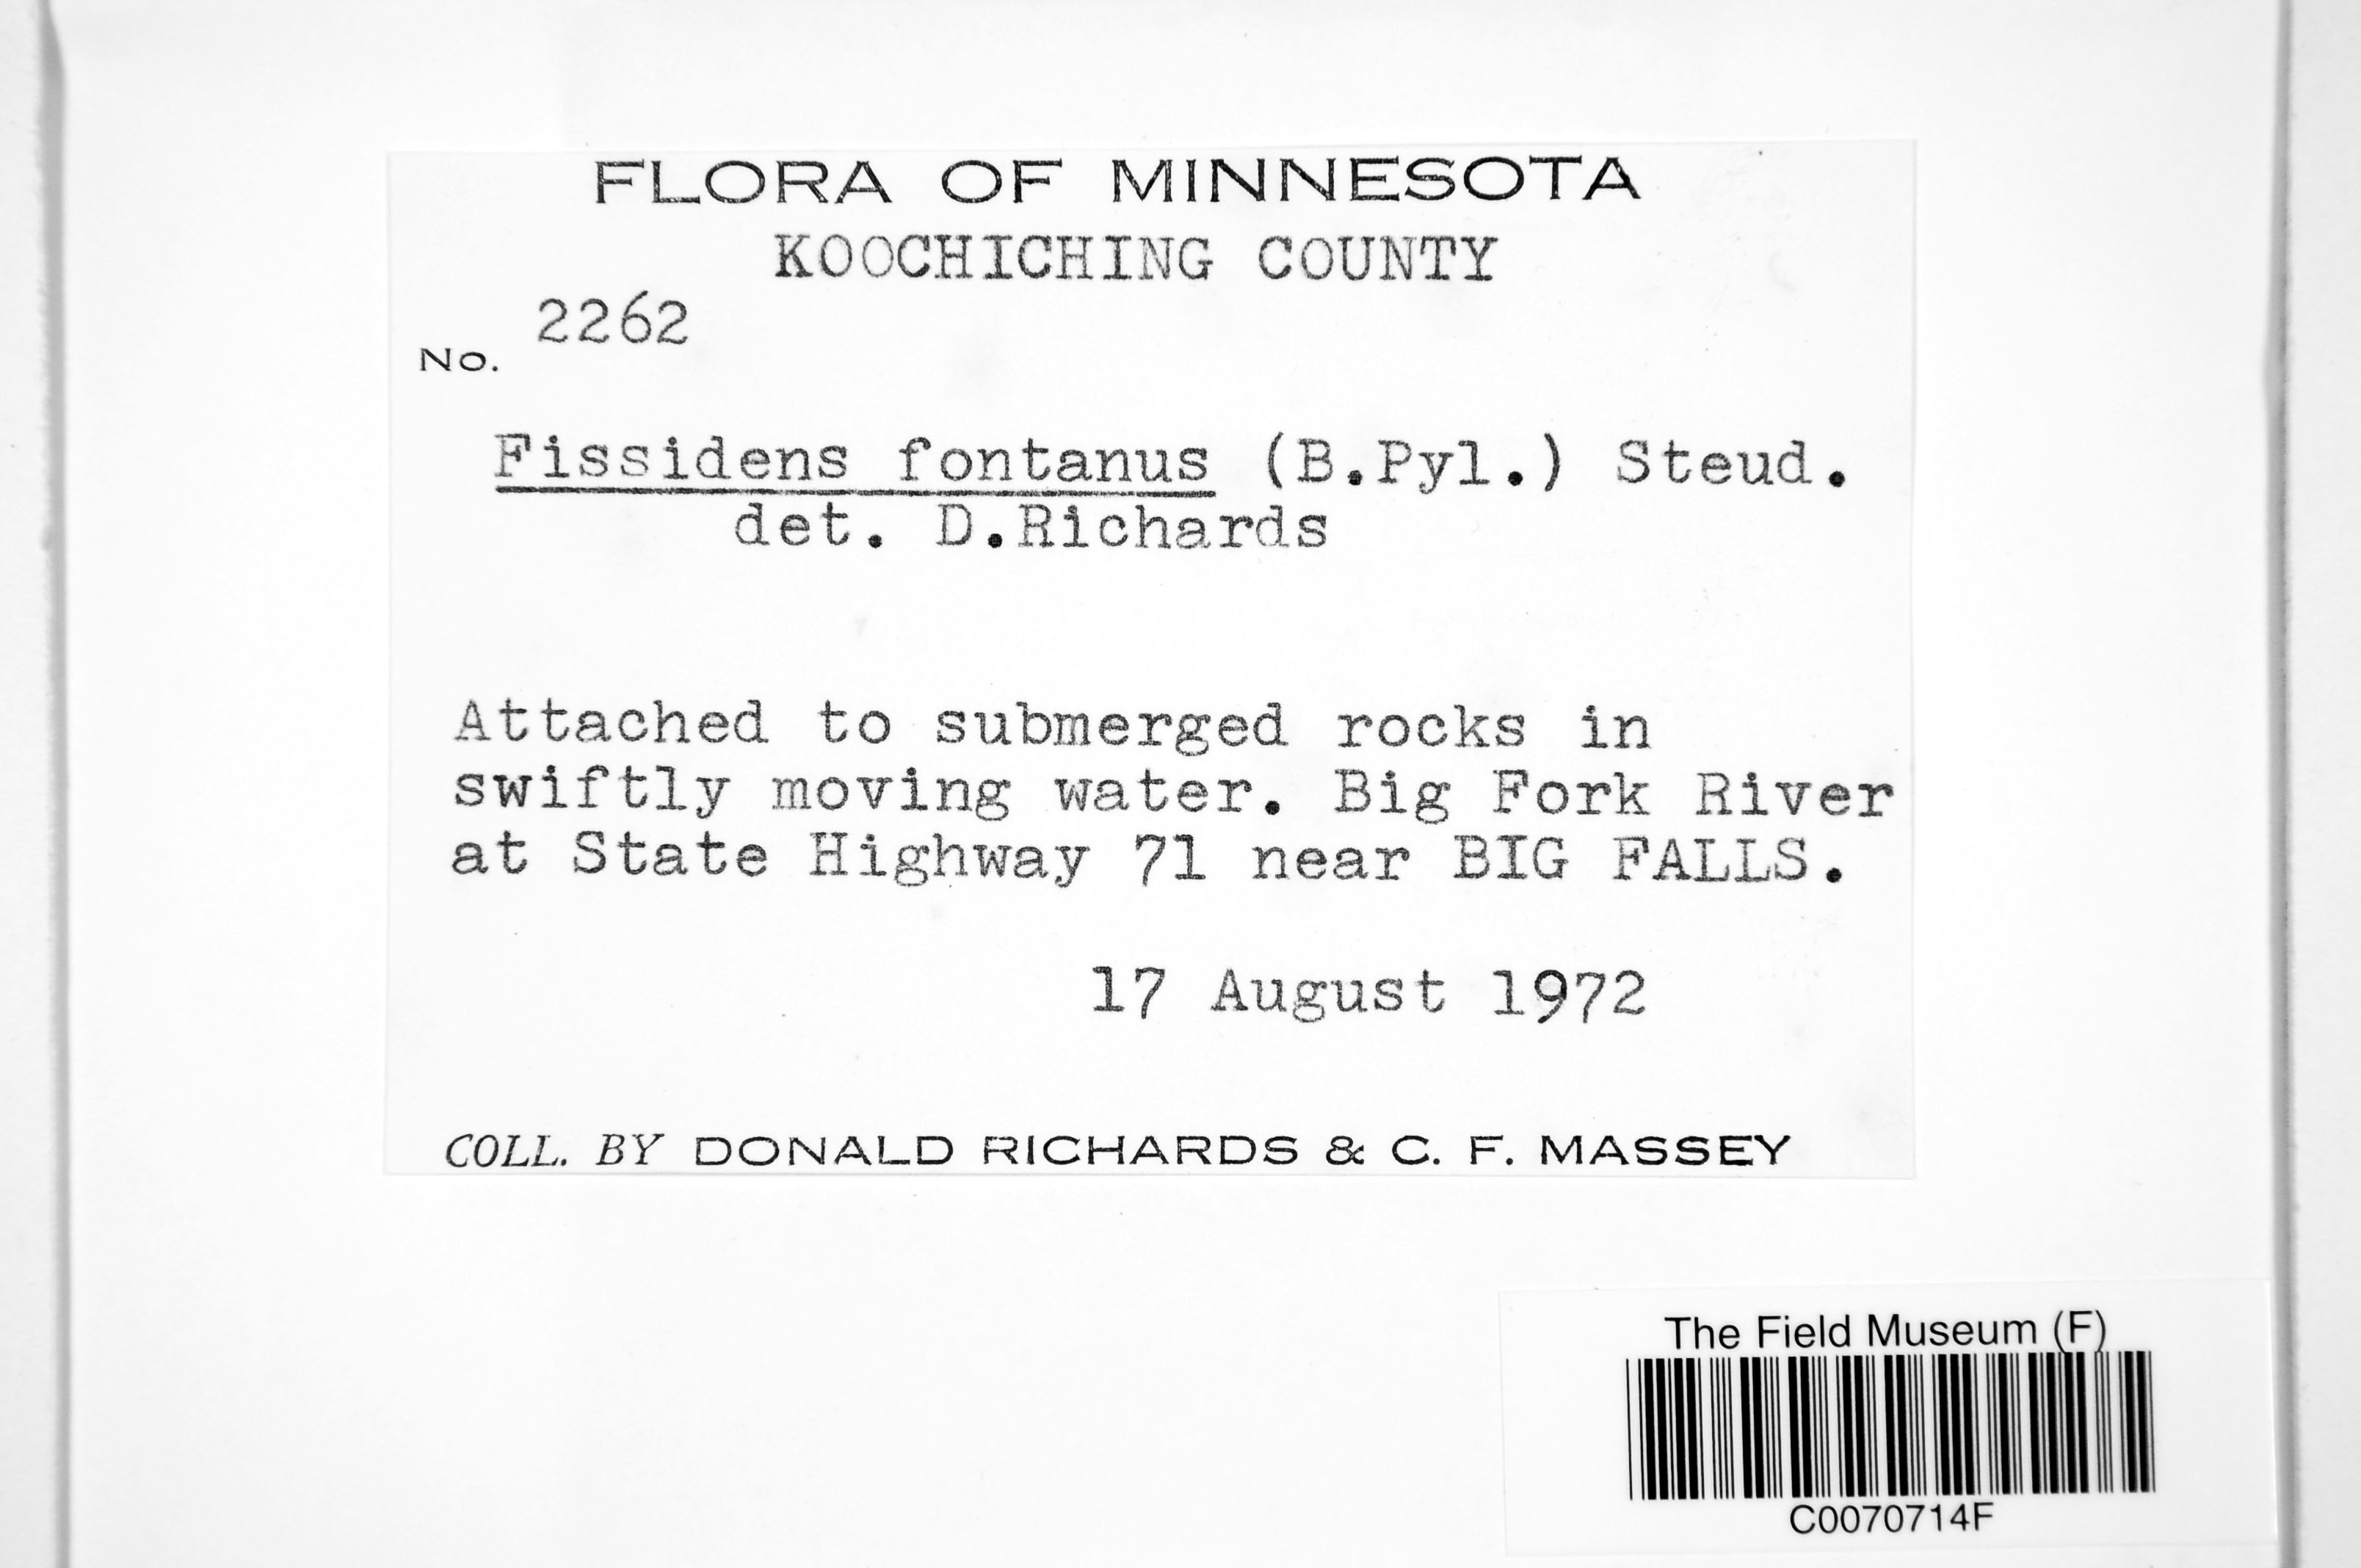 FLORA OF MINNESOTA
KOOCHICHING COUNTY
No. 2262
Fissidens fontanus (B.Pyl.) Steud.
det. D.Richards
Attached to submerged rocks in
swiftly moving water. Big Fork River
at State Highway 71 near BIG FALLS.
17 August 1972
COLL. BY DONALD RICHARDS & C. F. MASSEY
The Field Museum (F)
C0070714F